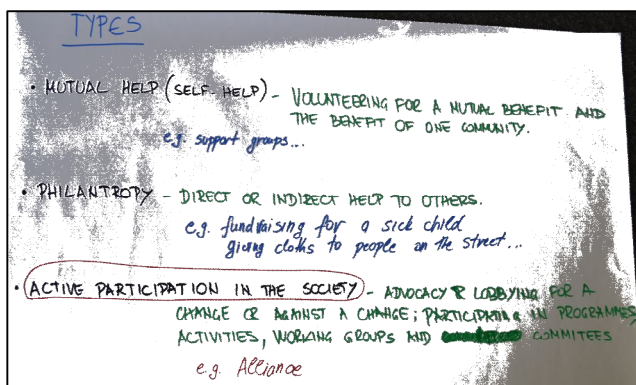 TYPES
• MUTUAL HELP (SELF-HELP) - VOLUNTEERING FOR A MUTUAL BENEFIT AND
THE BENEFIT OF ONE COMMUNITY.
e.g. support groups...
• PHILANTROPY - DIRECT OR INDIRECT HELP TO OTHERS.
e.g. fundraising for a sick child
giving cloths to people on the street...
• ACTIVE PARTICIPATION IN THE SOCIETY - ADVOCACY & LOBBYING FOR A
CHANGE OR AGAINST A CHANGE; PARTICIPATING IN PROGRAMMES,
ACTIVITIES, WORKING GROUPS AND COMMITEES
e.g. Alliance